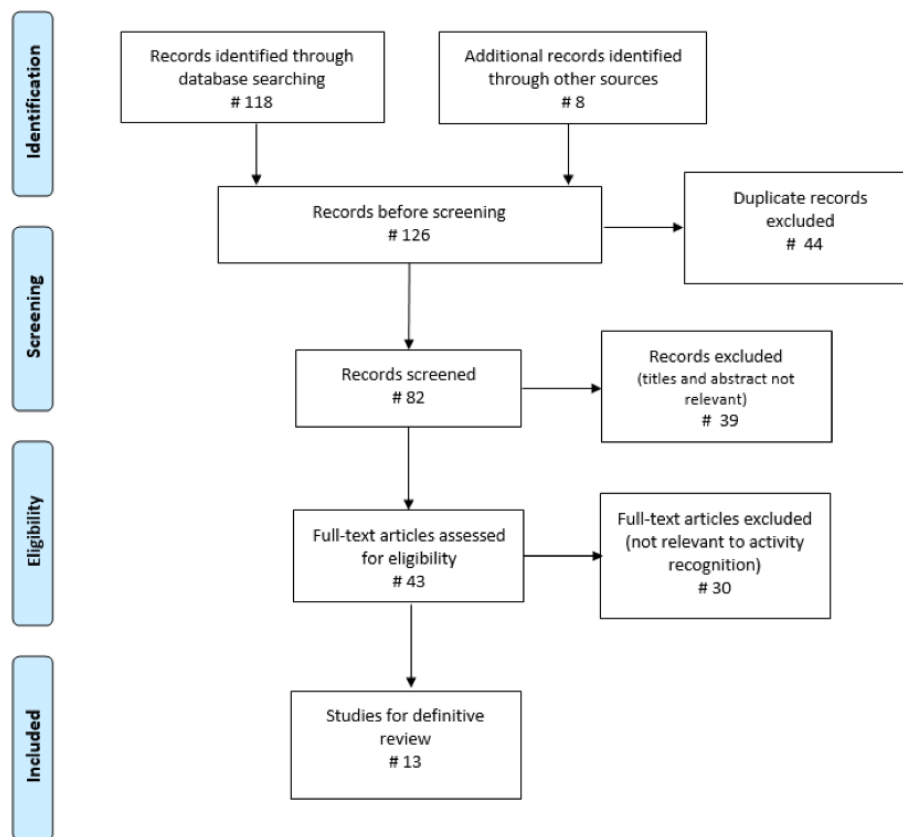 Identification
Records identified through
database searching
# 118
Additional records identified
through other sources
# 8
Records before screening
# 126
Duplicate records
excluded
# 44
Screening
Records screened
# 82
Records excluded
(titles and abstract not
relevant)
# 39
Eligibility
Full-text articles assessed
for eligibility
# 43
Full-text articles excluded
(not relevant to activity
recognition)
# 30
Included
Studies for definitive
review
# 13